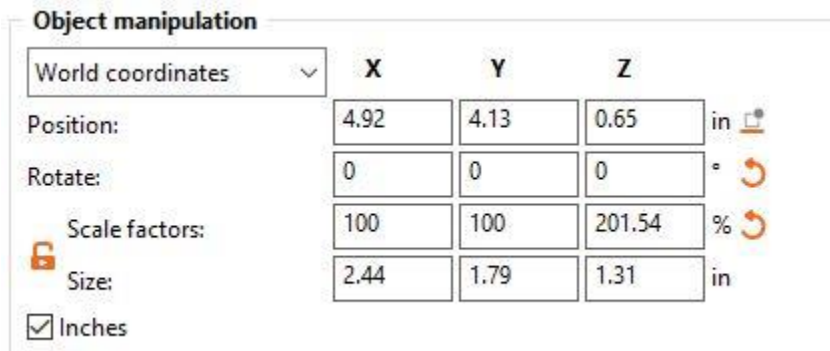 Object manipulation
World coordinates X Y Z
Position: 4.92 4.13 0.65 in
Rotate: 0 0 0 °
Scale factors: 100 100 201.54 %
Size: 2.44 1.79 1.31 in
Inches